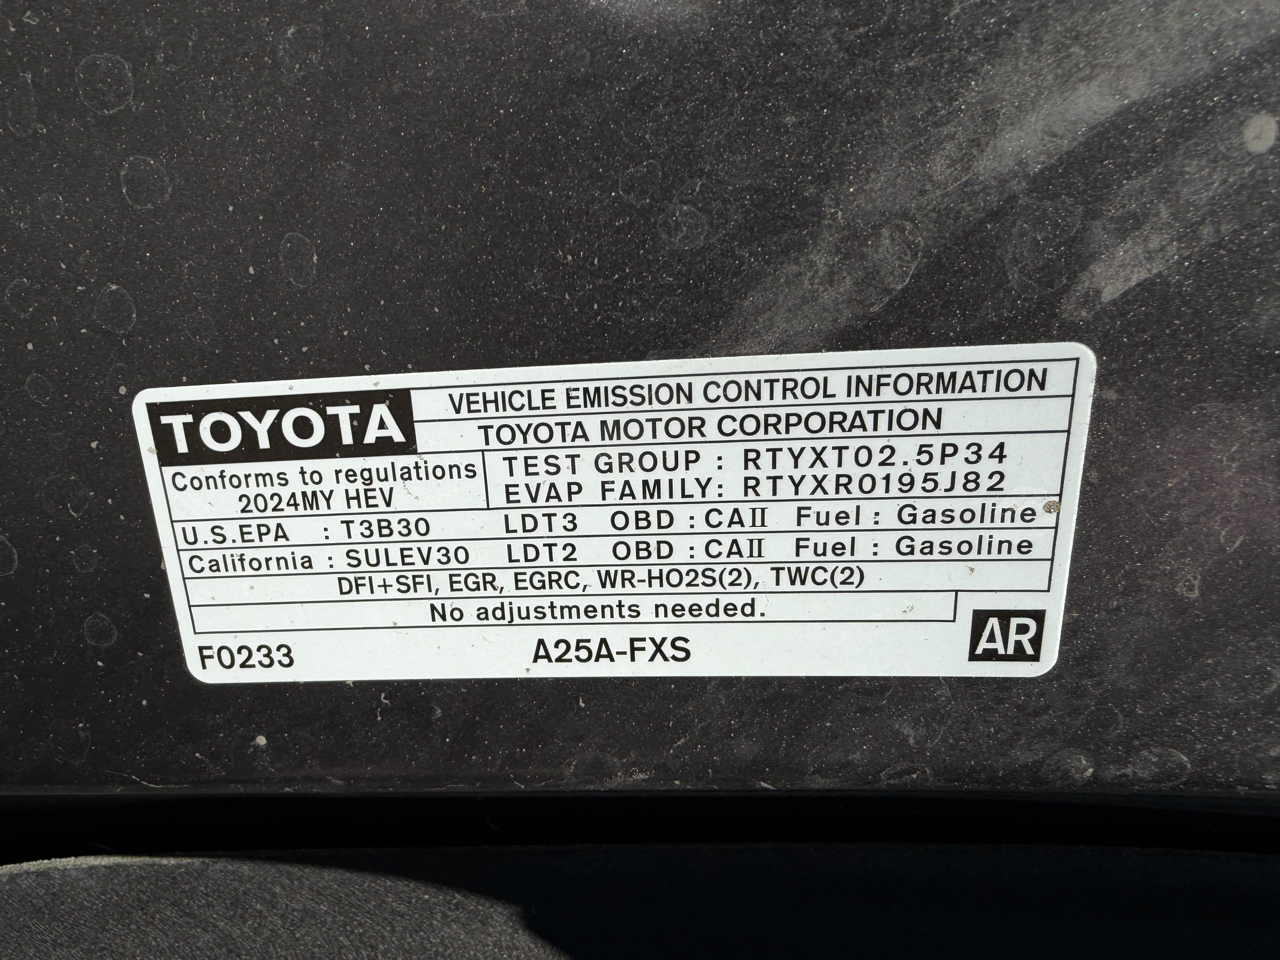 TOYOTA
VEHICLE EMISSION CONTROL INFORMATION
TOYOTA MOTOR CORPORATION
Conforms to regulations
2024MY HEV
TEST GROUP : RTYXT02.5P34
EVAP FAMILY: RTYXR0195J82
U.S.EPA : T3B30 LDT3 OBD : CAⅡ Fuel : Gasoline
California : SULEV30 LDT2 OBD : CAⅡ Fuel : Gasoline
DFI+SFI, EGR, EGRC, WR-HO2S(2), TWC(2)
No adjustments needed.
F0233 A25A-FXS AR